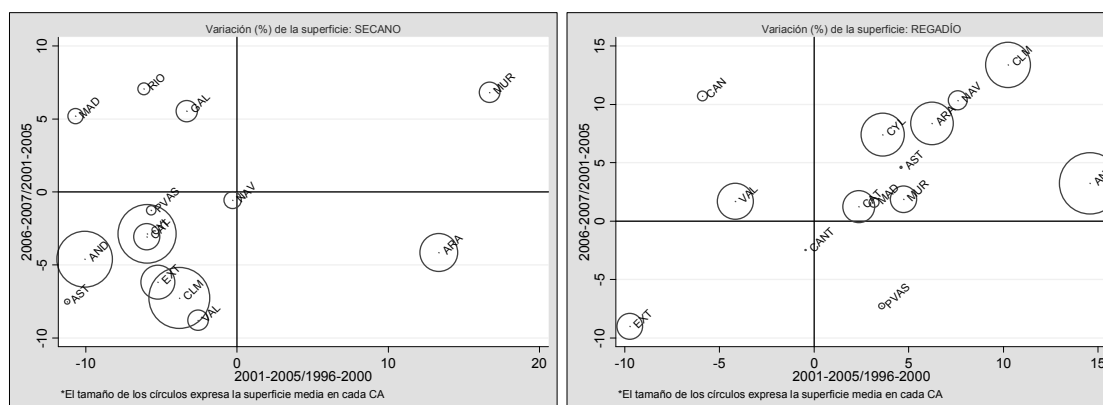 Variación (%) de la superficie: SECANO
10
5
0
-5
-10
2006-2007/2001-2005
MAD
RIO
GAL
MUR
PVAS
NAV
CAT
AND
ARA
EXT
AST
CLM
VAL
-10
0
10
20
2001-2005/1996-2000
*El tamaño de los círculos expresa la superficie media en cada CA
Variación (%) de la superficie: REGADÍO
15
10
5
0
-5
-10
2006-2007/2001-2005
CLM
CAN
NAV
ARA
CYL
AST
AN
VAL
CAT
MAD
MUR
CANT
PVAS
EXT
-10
0
5
15
2001-2005/1996-2000
*El tamaño de los círculos expresa la superficie media en cada CA